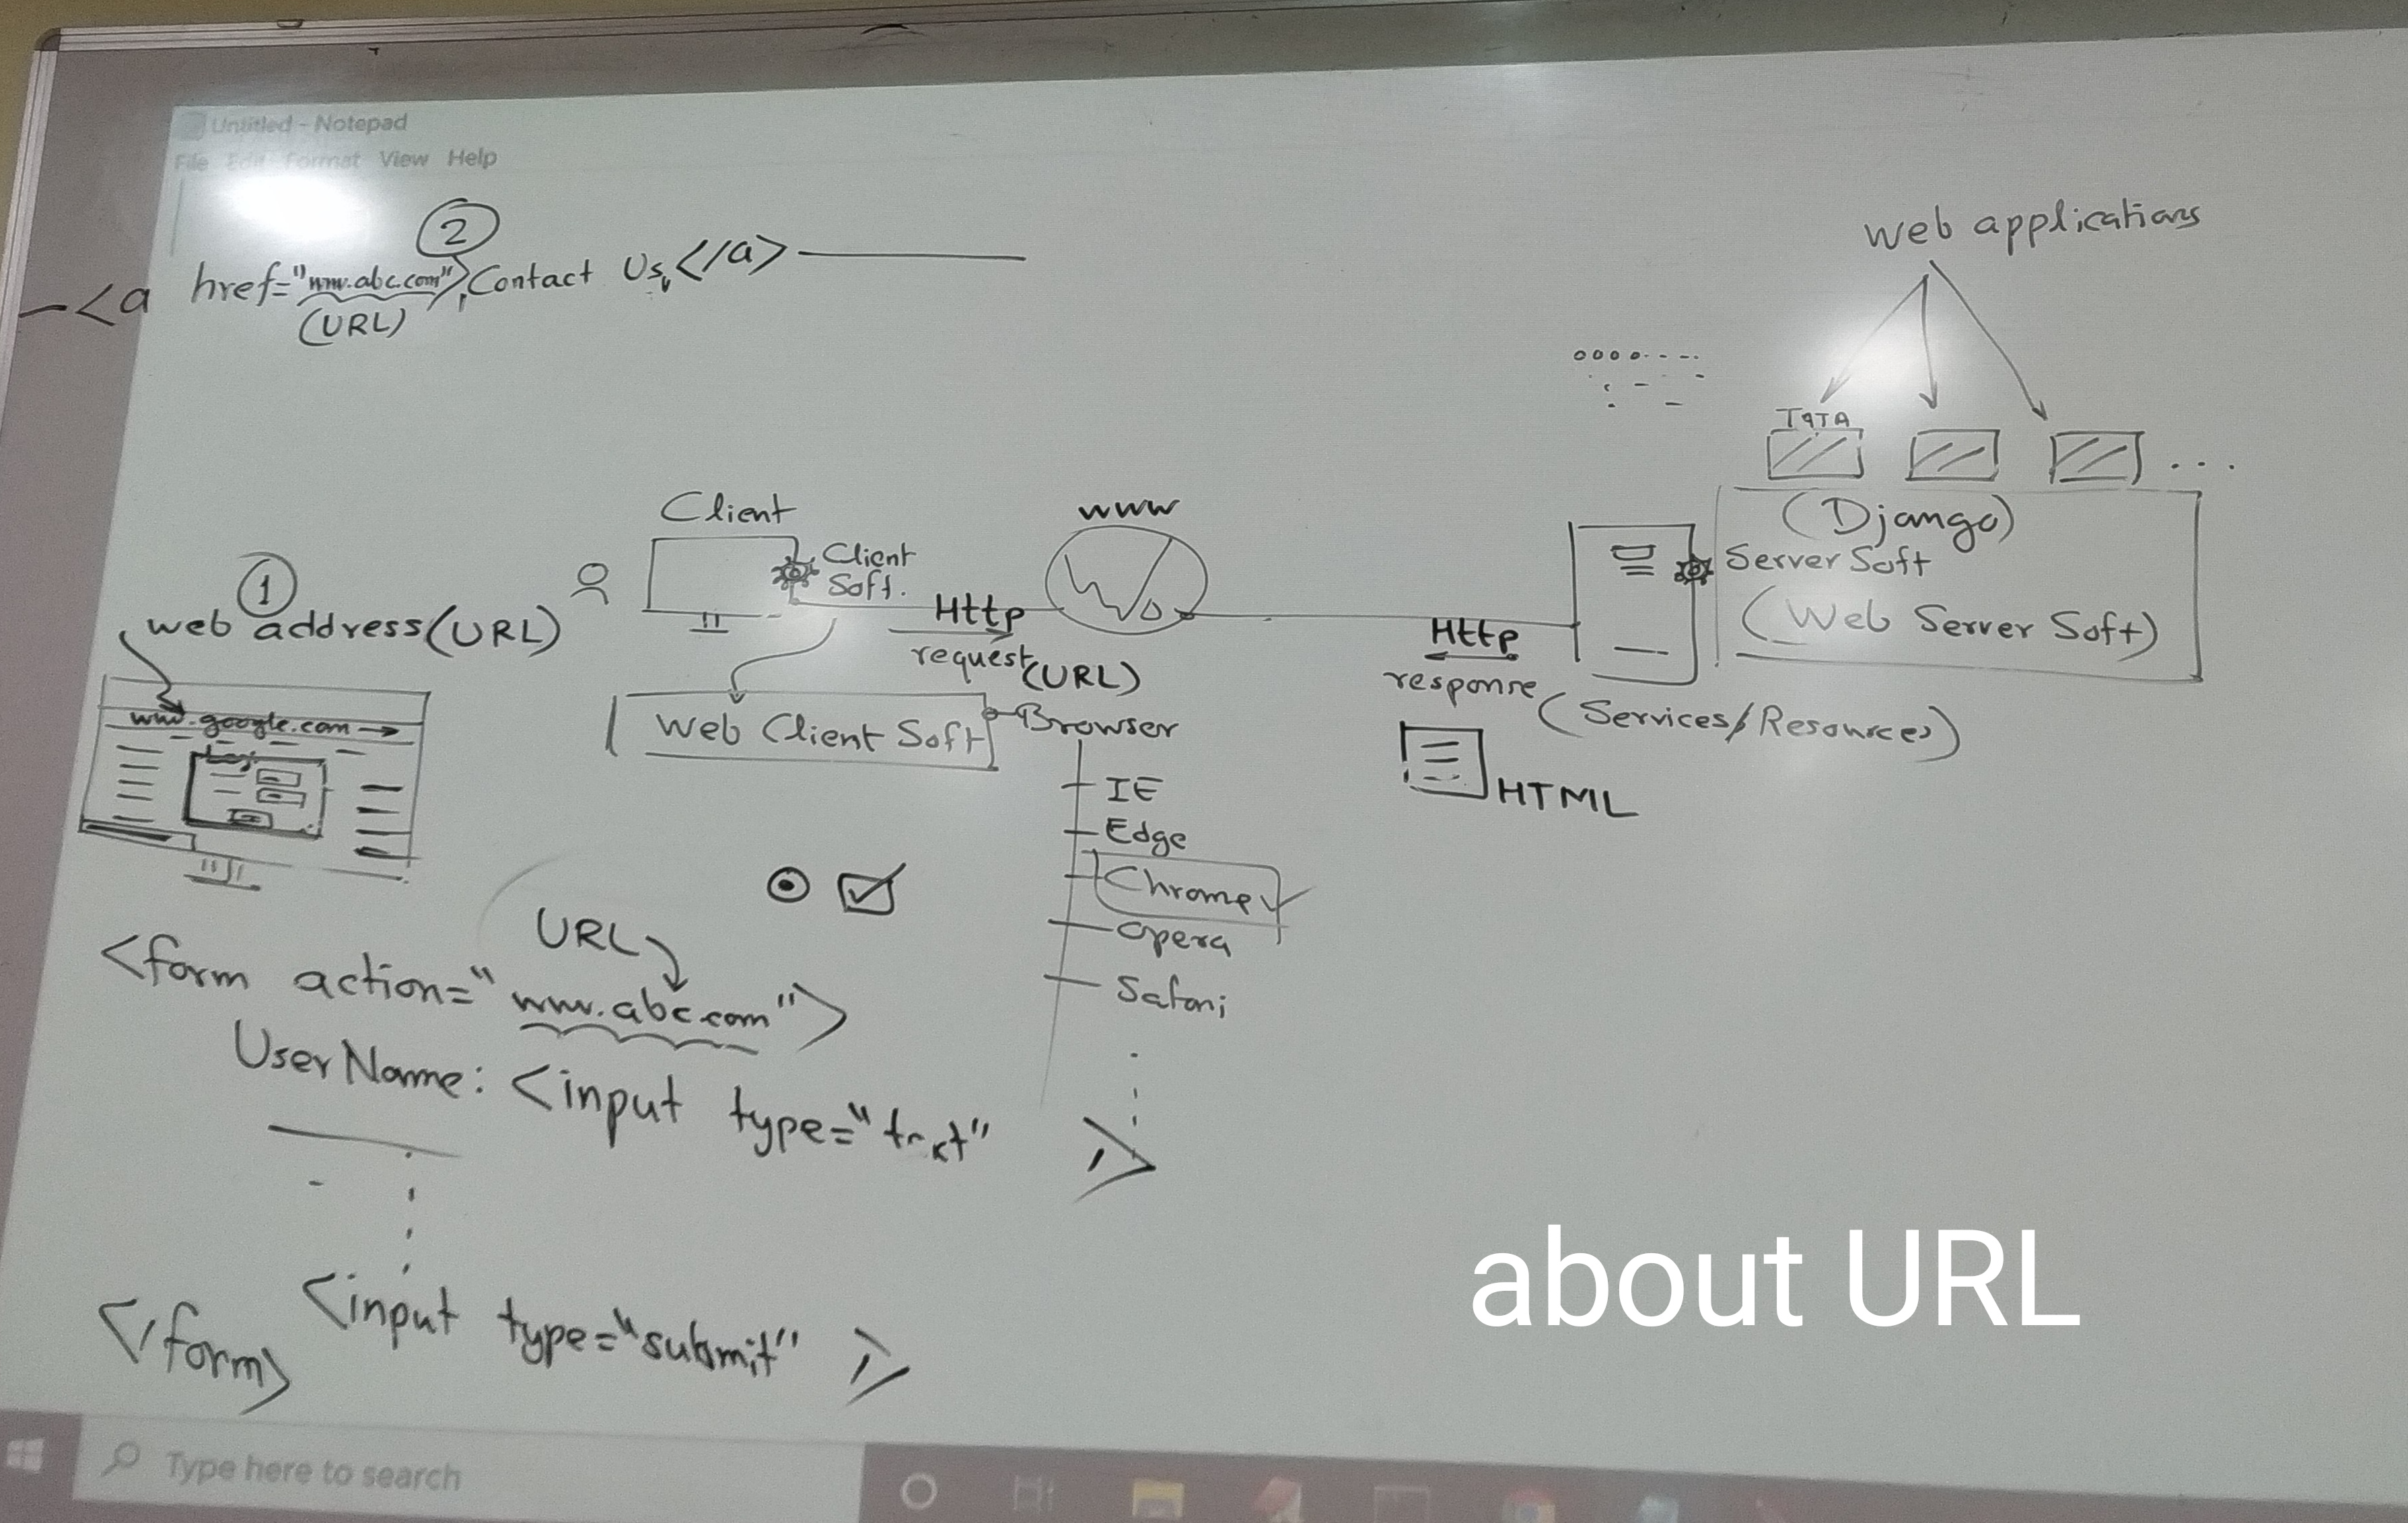 Untitled - Notepad
File Edit Format View Help
2
<a href="www.abc.com">Contact Us</a>
(URL)
web applications
TATA
(Django)
Server Soft
(Web Server Soft)
Client
Client
Soft.
www
Http
request(URL)
Http
response
(Services/Resources)
HTML
1
web address(URL)
www.google.com
Web Client Soft
Browser
IE
Edge
Chrome
Opera
Safari
URL
<form action="www.abc.com">
UserName: <input type="text" />
<input type="submit" />
</form>
about URL
Type here to search